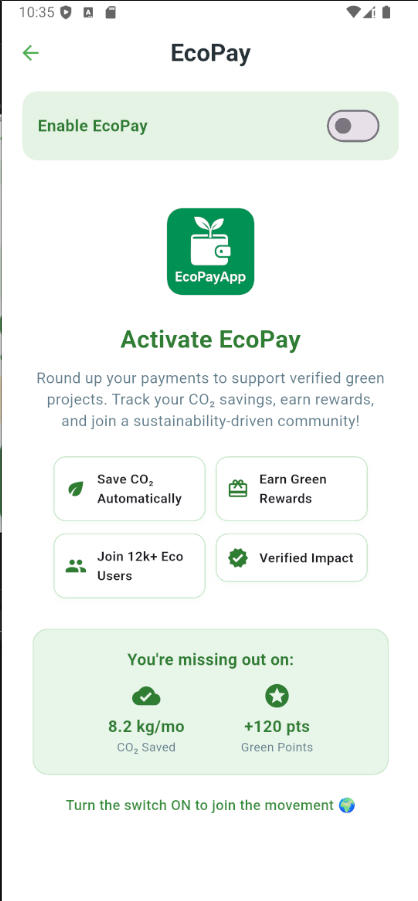 10:35
EcoPay
Enable EcoPay
EcoPayApp
Activate EcoPay
Round up your payments to support verified green
projects. Track your CO₂ savings, earn rewards,
and join a sustainability-driven community!
Save CO₂
Automatically
Earn Green
Rewards
Join 12k+ Eco
Users
Verified Impact
You're missing out on:
8.2 kg/mo
CO₂ Saved
+120 pts
Green Points
Turn the switch ON to join the movement 🌍